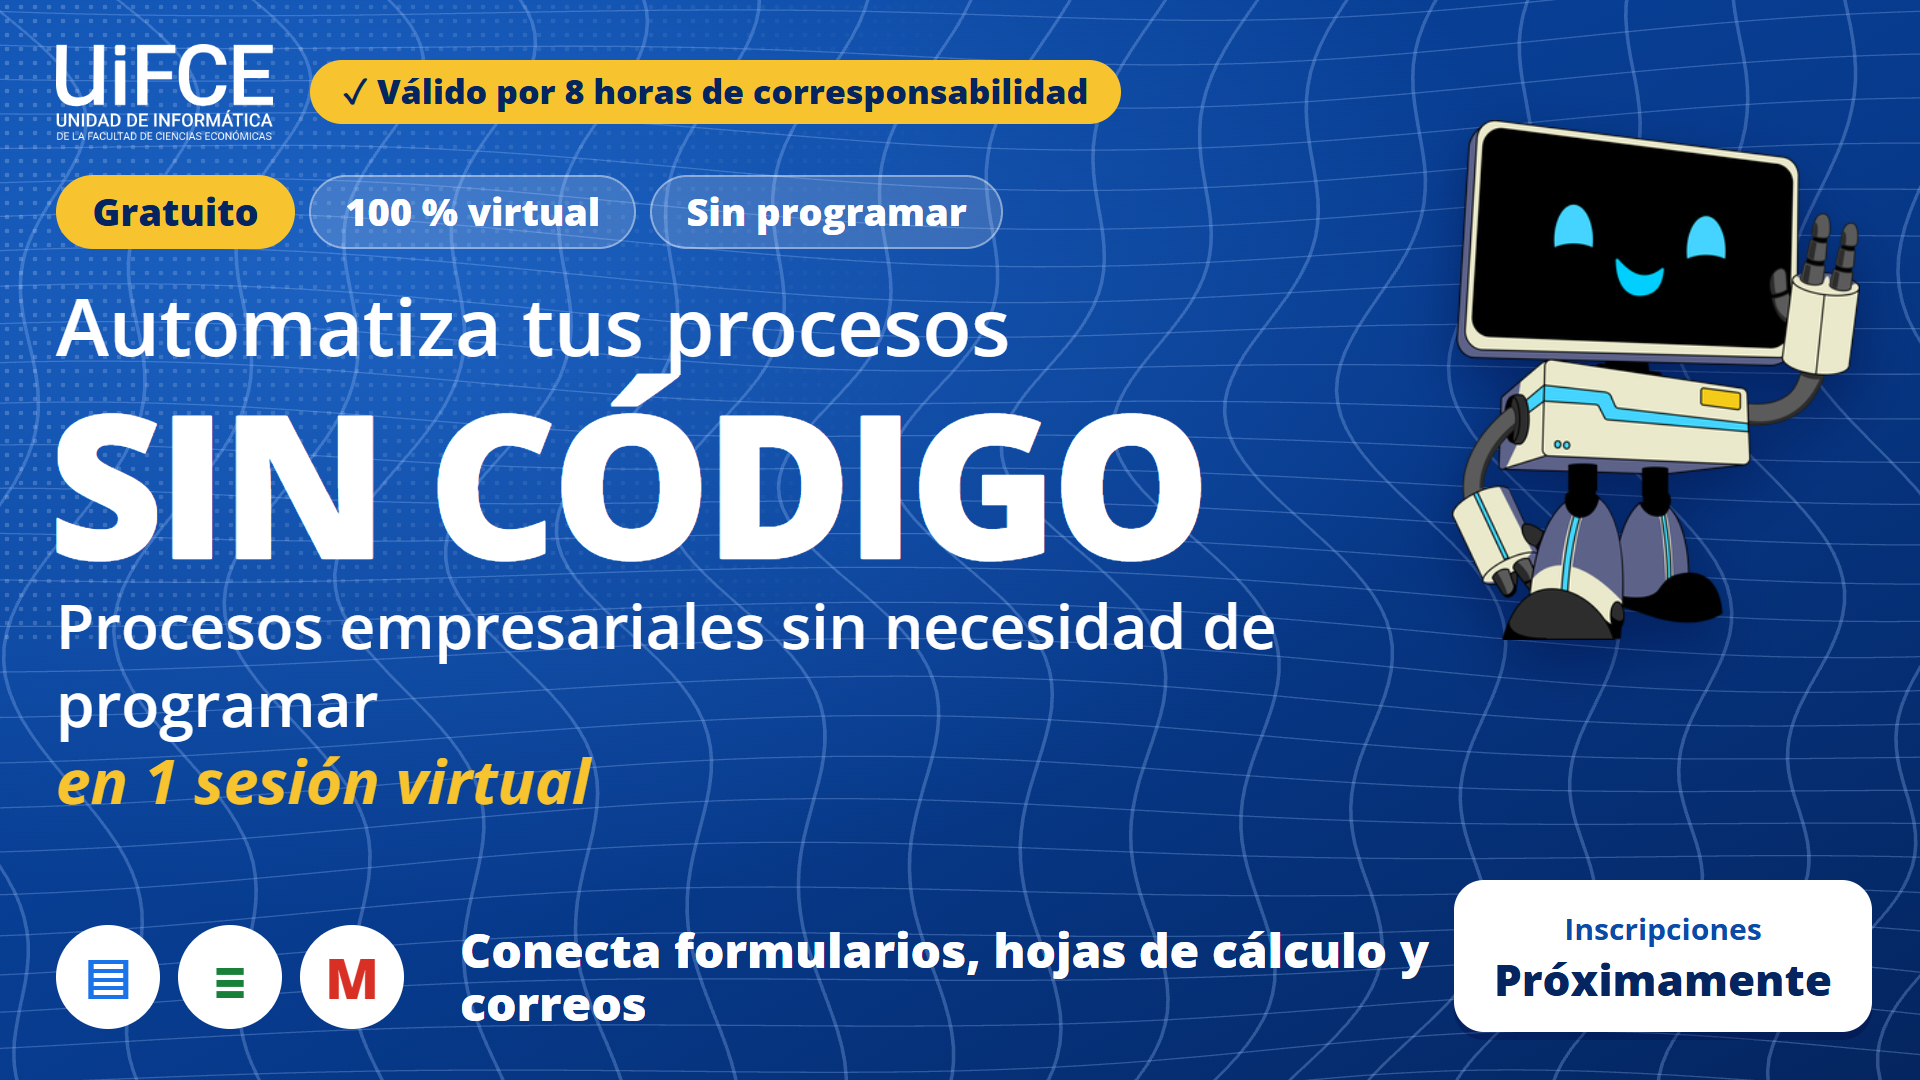 UiFCE
UNIDAD DE INFORMÁTICA
DE LA FACULTAD DE CIENCIAS ECONÓMICAS
✓ Válido por 8 horas de corresponsabilidad
Gratuito
100 % virtual
Sin programar
Automatiza tus procesos
SIN CÓDIGO
Procesos empresariales sin necesidad de
programar
en 1 sesión virtual
M
Conecta formularios, hojas de cálculo y
correos
Inscripciones
Próximamente